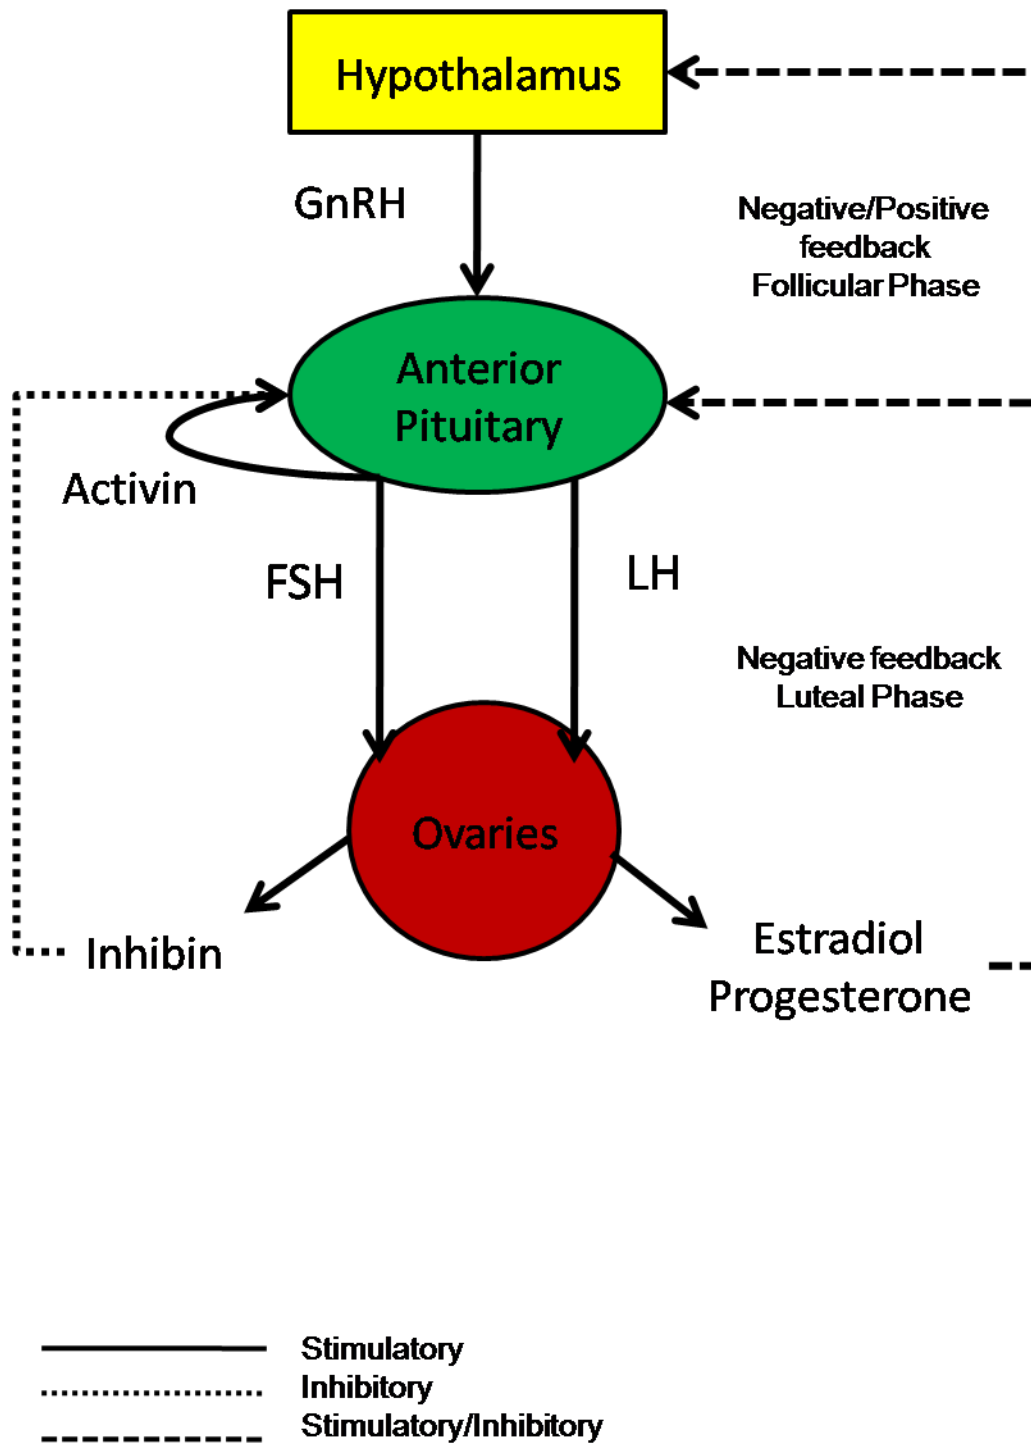 Hypothalamus
GnRH
Negative/Positive
feedback
Follicular Phase
Anterior
Pituitary
Activin
FSH
LH
Negative feedback
Luteal Phase
Ovaries
Inhibin
Estradiol
Progesterone
Stimulatory
Inhibitory
Stimulatory/Inhibitory